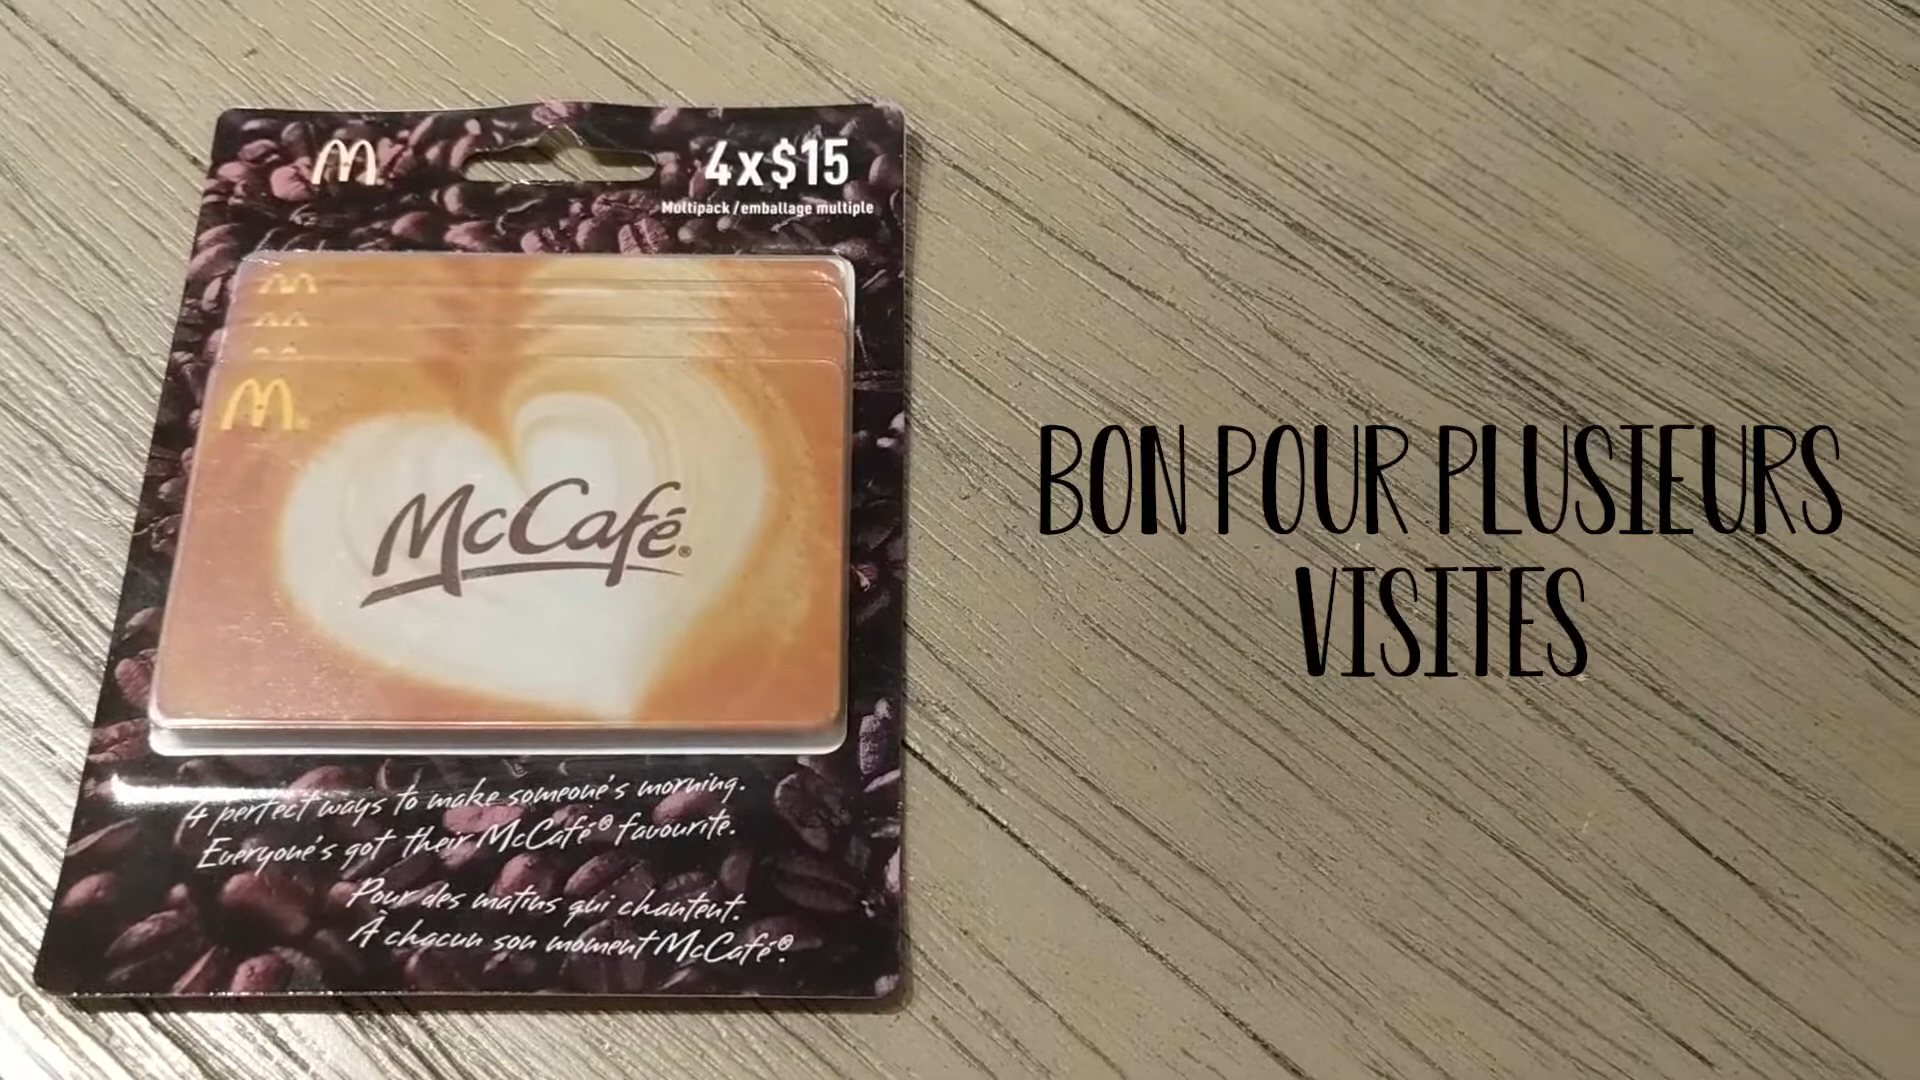 4x$15
Multipack/emballage multiple
McCafé®
4 perfect ways to make someone's morning.
Everyone's got their McCafé® favourite.
Pour des matins qui chantent.
À chacun son moment McCafé®.
BON POUR PLUSIEURS
VISITES